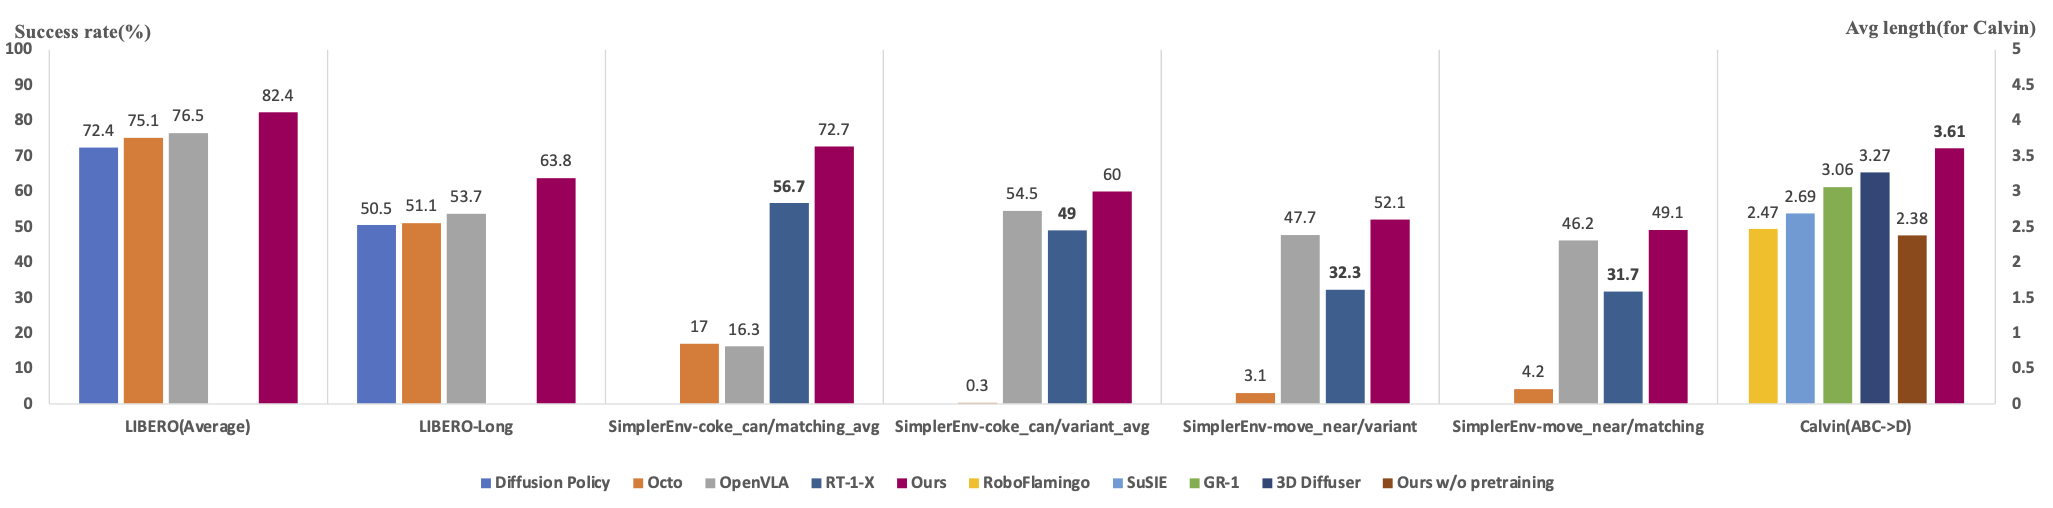 Success rate(%)
Avg length(for Calvin)
100
90
80
70
60
50
40
30
20
10
0
72.4
75.1
76.5
82.4
50.5
51.1
53.7
63.8
17
16.3
56.7
72.7
0.3
54.5
49
60
3.1
47.7
32.3
52.1
4.2
46.2
31.7
49.1
2.47
2.69
3.06
3.27
2.38
3.61
5
4.5
4
3.5
3
2.5
2
1.5
1
0.5
0
LIBERO(Average)
LIBERO-Long
SimplerEnv-coke_can/matching_avg
SimplerEnv-coke_can/variant_avg
SimplerEnv-move_near/variant
SimplerEnv-move_near/matching
Calvin(ABC->D)
Diffusion Policy
Octo
OpenVLA
RT-1-X
Ours
RoboFlamingo
SuSIE
GR-1
3D Diffuser
Ours w/o pretraining